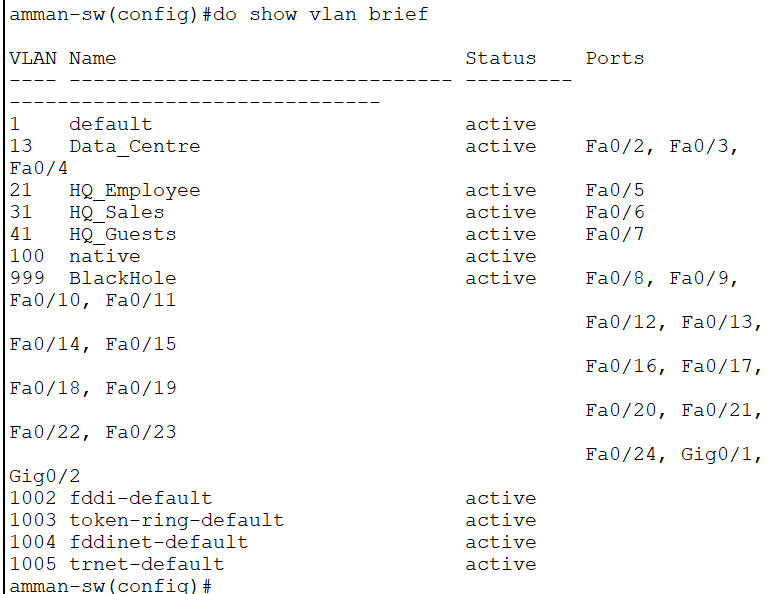 amman-sw(config)#do show vlan brief
VLAN Name                             Status    Ports
---- -------------------------------- ---------
-------------------------------
1    default                          active
13   Data_Centre                      active    Fa0/2, Fa0/3,
Fa0/4
21   HQ_Employee                      active    Fa0/5
31   HQ_Sales                         active    Fa0/6
41   HQ_Guests                        active    Fa0/7
100  native                           active
999  BlackHole                        active    Fa0/8, Fa0/9,
Fa0/10, Fa0/11
                                                Fa0/12, Fa0/13,
Fa0/14, Fa0/15
                                                Fa0/16, Fa0/17,
Fa0/18, Fa0/19
                                                Fa0/20, Fa0/21,
Fa0/22, Fa0/23
                                                Fa0/24, Gig0/1,
Gig0/2
1002 fddi-default                     active
1003 token-ring-default               active
1004 fddinet-default                  active
1005 trnet-default                    active
amman-sw(config)#